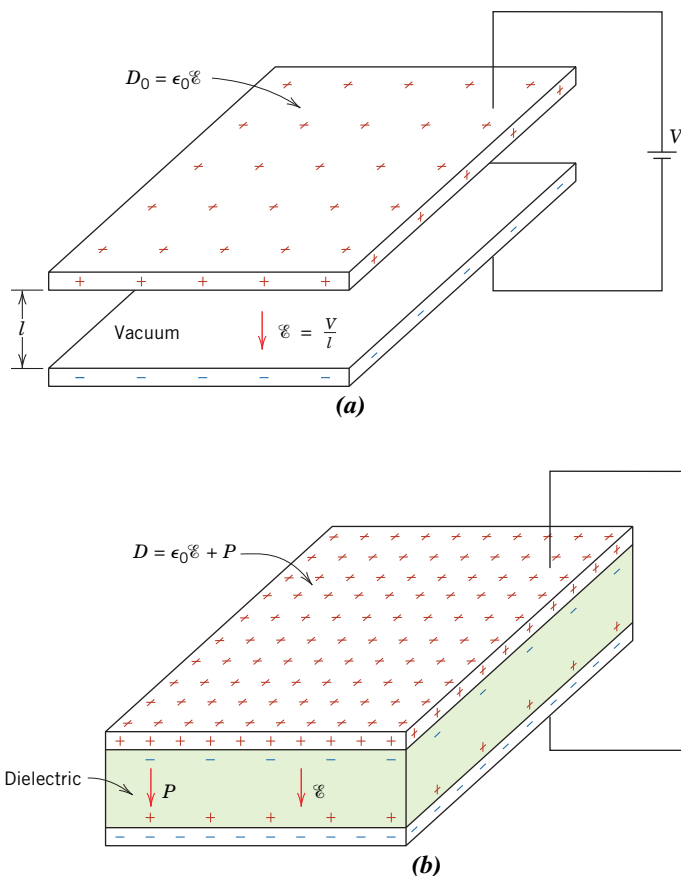 D₀ = ϵ₀ℰ
V
l
Vacuum
ℰ = V/l
(a)
D = ϵ₀ℰ + P
Dielectric
P
ℰ
(b)